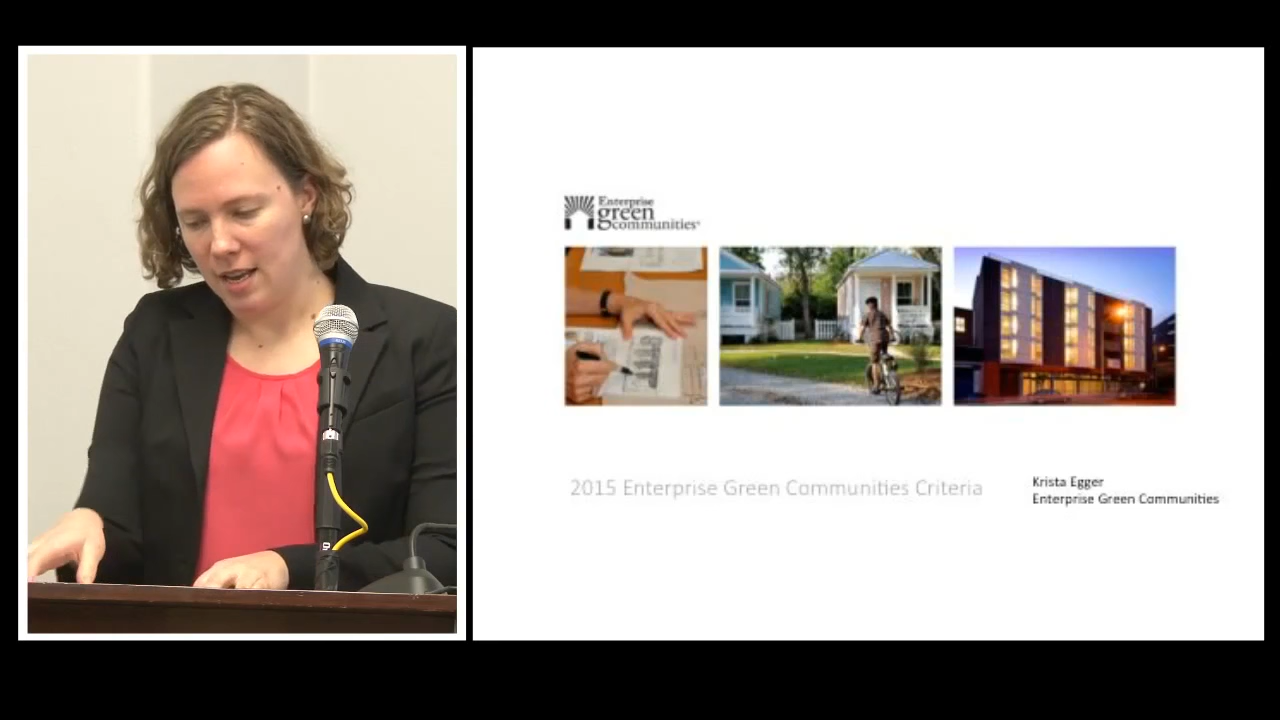 Enterprise
green
communities
2015 Enterprise Green Communities Criteria
Krista Egger
Enterprise Green Communities